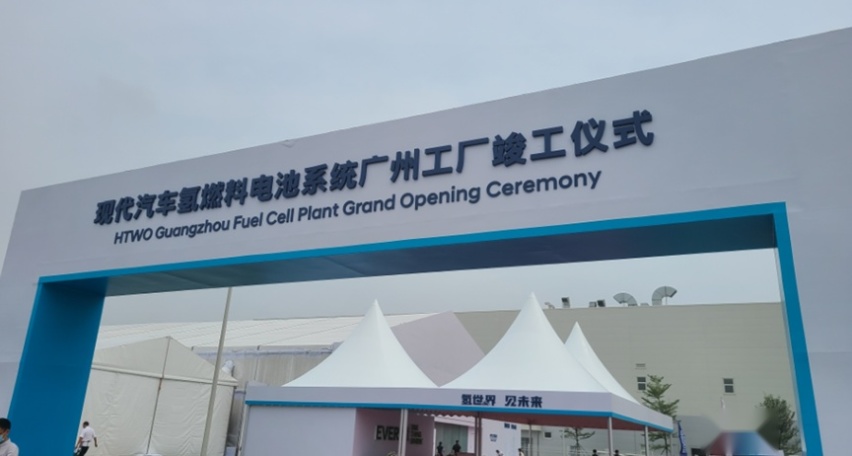 现代汽车氢燃料电池系统广州工厂竣工仪式
HTWO Guangzhou Fuel Cell Plant Grand Opening Ceremony
氢世界 见未来